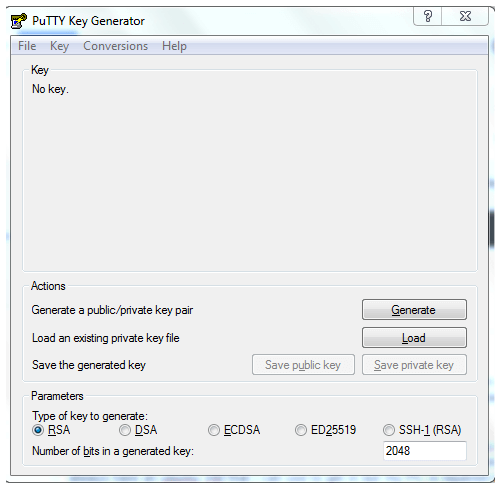 PuTTY Key Generator
?
File Key Conversions Help
Key
No key.
Actions
Generate a public/private key pair
Generate
Load an existing private key file
Load
Save the generated key
Save public key
Save private key
Parameters
Type of key to generate:
RSA DSA ECDSA ED25519 SSH-1 (RSA)
Number of bits in a generated key:
2048